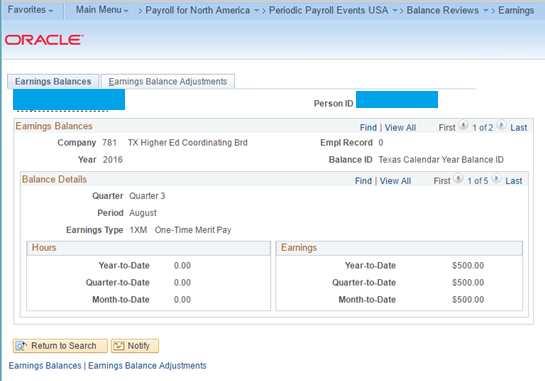 Favorites Main Menu > Payroll for North America > Periodic Payroll Events USA > Balance Reviews > Earnings
ORACLE
Earnings Balances Earnings Balance Adjustments
Person ID
Earnings Balances Find | View All First 1 of 2 Last
Company 781 TX Higher Ed Coordinating Brd Empl Record 0
Year 2016 Balance ID Texas Calendar Year Balance ID
Balance Details Find | View All First 1 of 5 Last
Quarter Quarter 3
Period August
Earnings Type 1XM One-Time Merit Pay
Hours Earnings
Year-to-Date 0.00 Year-to-Date $500.00
Quarter-to-Date 0.00 Quarter-to-Date $500.00
Month-to-Date 0.00 Month-to-Date $500.00
Return to Search Notify
Earnings Balances | Earnings Balance Adjustments